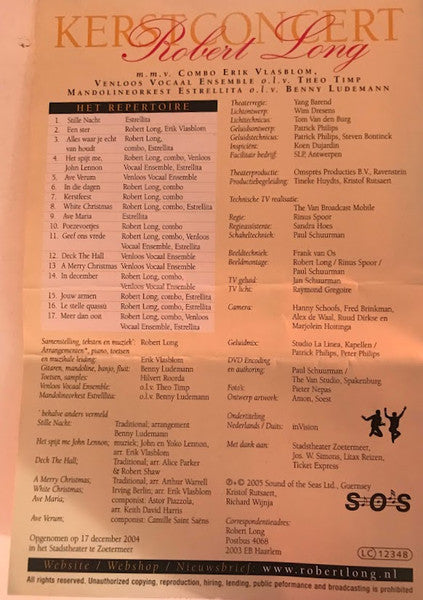 KERSTCONCERT
Robert Long
m.m.v. COMBO ERIK VLASBLOM,
VENLOOS VOCAAL ENSEMBLE o.l.v. THEO TIMP
MANDOLINEORKEST ESTRELLITA o.l.v. BENNY LUDEMANN
HET REPERTOIRE
1. Stille Nacht Estrellita
2. Een ster Robert Long, Erik Vlasblom
3. Alles waar je echt Robert Long,
van houdt combo, Estrellita
4. Het spijt me, Robert Long, combo, Venloos
John Lennon Vocaal Ensemble, Estrellita
5. Ave Verum Venloos Vocaal Ensemble
6. In die dagen Robert Long, combo
7. Kerstfeest Robert Long, combo
8. White Christmas Robert Long, combo, Estrellita
9. Ave Maria Estrellita
10. Poezevoetjes Robert Long, combo
11. Geef ons vrede Robert Long, combo, Venloos
Vocaal Ensemble, Estrellita
12. Deck The Hall Venloos Vocaal Ensemble
13. A Merry Christmas Venloos Vocaal Ensemble
14. In december Robert Long, combo, Venloos
Vocaal Ensemble
15. Jouw armen Robert Long, combo, Estrellita
16. Le stelle quassù Robert Long, combo
17. Meer dan ooit Robert Long, combo, Venloos
Vocaal Ensemble, Estrellita
Samenstelling, teksten en muziek*: Robert Long
Arrangementen*, piano, toetsen
en muzikale leiding: Erik Vlasblom
Gitaren, mandoline, banjo, fluit: Benny Ludemann
Toetsen, samples: Hilvert Roorda
Venloos Vocaal Ensemble: o.l.v. Theo Timp
Mandolineorkest Estrellita: o.l.v. Benny Ludemann
* behalve anders vermeld
Stille Nacht: Traditional; arrangement
Benny Ludemann
Het spijt me John Lennon; muziek: John en Yoko Lennon,
arr. Erik Vlasblom
Deck The Hall; Traditional; arr. Alice Parker
& Robert Shaw
A Merry Christmas; Traditional; arr. Arthur Warrell
White Christmas; Irving Berlin; arr. Erik Vlasblom
Ave Maria; componist: Astor Piazzola,
arr. Keith David Harris
Ave Verum; componist: Camille Saint Saëns
Opgenomen op 17 december 2004
in het Stadstheater te Zoetermeer
Theaterregie: Yang Barend
Lichtontwerp: Wim Dresens
Lichttechnicus: Tom Van den Burg
Geluidsontwerp: Patrick Philips
Geluidstechnicus: Patrick Philips, Steven Bontinck
Inspiciënt: Koen Dujardin
Facilitair bedrijf: SLP, Antwerpen
Theaterproductie Omsprés Producties B.V., Ravenstein
Productiebegeleiding: Tineke Huydts, Kristof Rutsaert
Technische TV realisatie:
The Van Broadcast Mobile
Regie: Rinus Spoor
Regieassistente: Sandra Hoes
Schakeltechniek: Paul Schuurman
Beeldtechniek: Frank van Os
Beeldmontage: Robert Long / Rinus Spoor /
Paul Schuurman
TV geluid: Jan Schuurman
TV licht: Raymond Gregoire
Camera: Hanny Schoofs, Fred Brinkman,
Alex de Waal, Ruud Dirkse en
Marjolein Hoitinga
Geluidmix: Studio La Linea, Kapellen /
Patrick Philips, Peter Philips
DVD Encoding
en authoring: Paul Schuurman /
The Van Studio, Spakenburg
Foto's: Pieter Nepas
Ontwerp artwork: Amon, Soest
Ondertiteling
Nederlands / Duits: inVision
Met dank aan: Stadstheater Zoetermeer,
Jos. W. Simons, Litax Reizen,
Ticket Express
℗+© 2005 Sound of the Seas Ltd., Guernsey
Kristof Rutsaert,
Richard Wijnja
S·O·S
Correspondentieadres:
Robert Long
Postbus 4068
2003 EB Haarlem
LC 12348
Website / Webshop / Nieuwsbrief: www.robertlong.nl
All rights reserved. Unauthorized copying, reproduction, hiring, lending, public peformance and broadcasting is prohibited